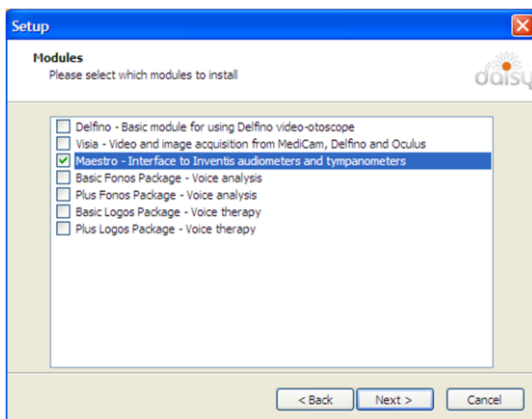 Setup
Modules
Please select which modules to install
daisy
Delfino - Basic module for using Delfino video-otoscope
Visia - Video and image acquisition from MediCam, Delfino and Oculus
Maestro - Interface to Inventis audiometers and tympanometers
Basic Fonos Package - Voice analysis
Plus Fonos Package - Voice analysis
Basic Logos Package - Voice therapy
Plus Logos Package - Voice therapy
< Back
Next >
Cancel